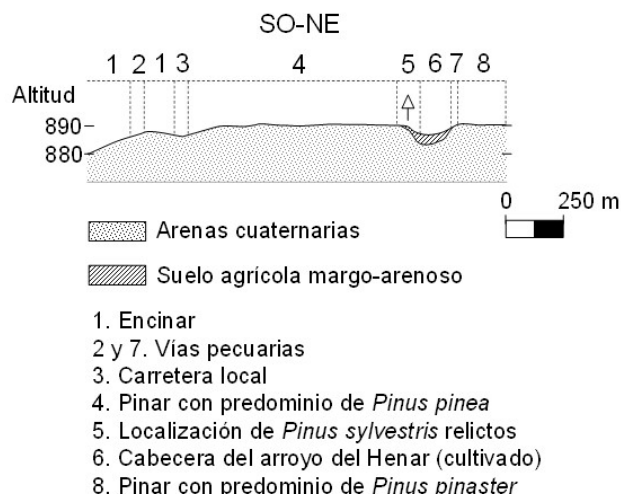 SO-NE
1 2 1 3 4 5 6 7 8
Altitud
890
880
0 250 m
Arenas cuaternarias
Suelo agrícola margo-arenoso
1. Encinar
2 y 7. Vías pecuarias
3. Carretera local
4. Pinar con predominio de Pinus pinea
5. Localización de Pinus sylvestris relictos
6. Cabecera del arroyo del Henar (cultivado)
8. Pinar con predominio de Pinus pinaster